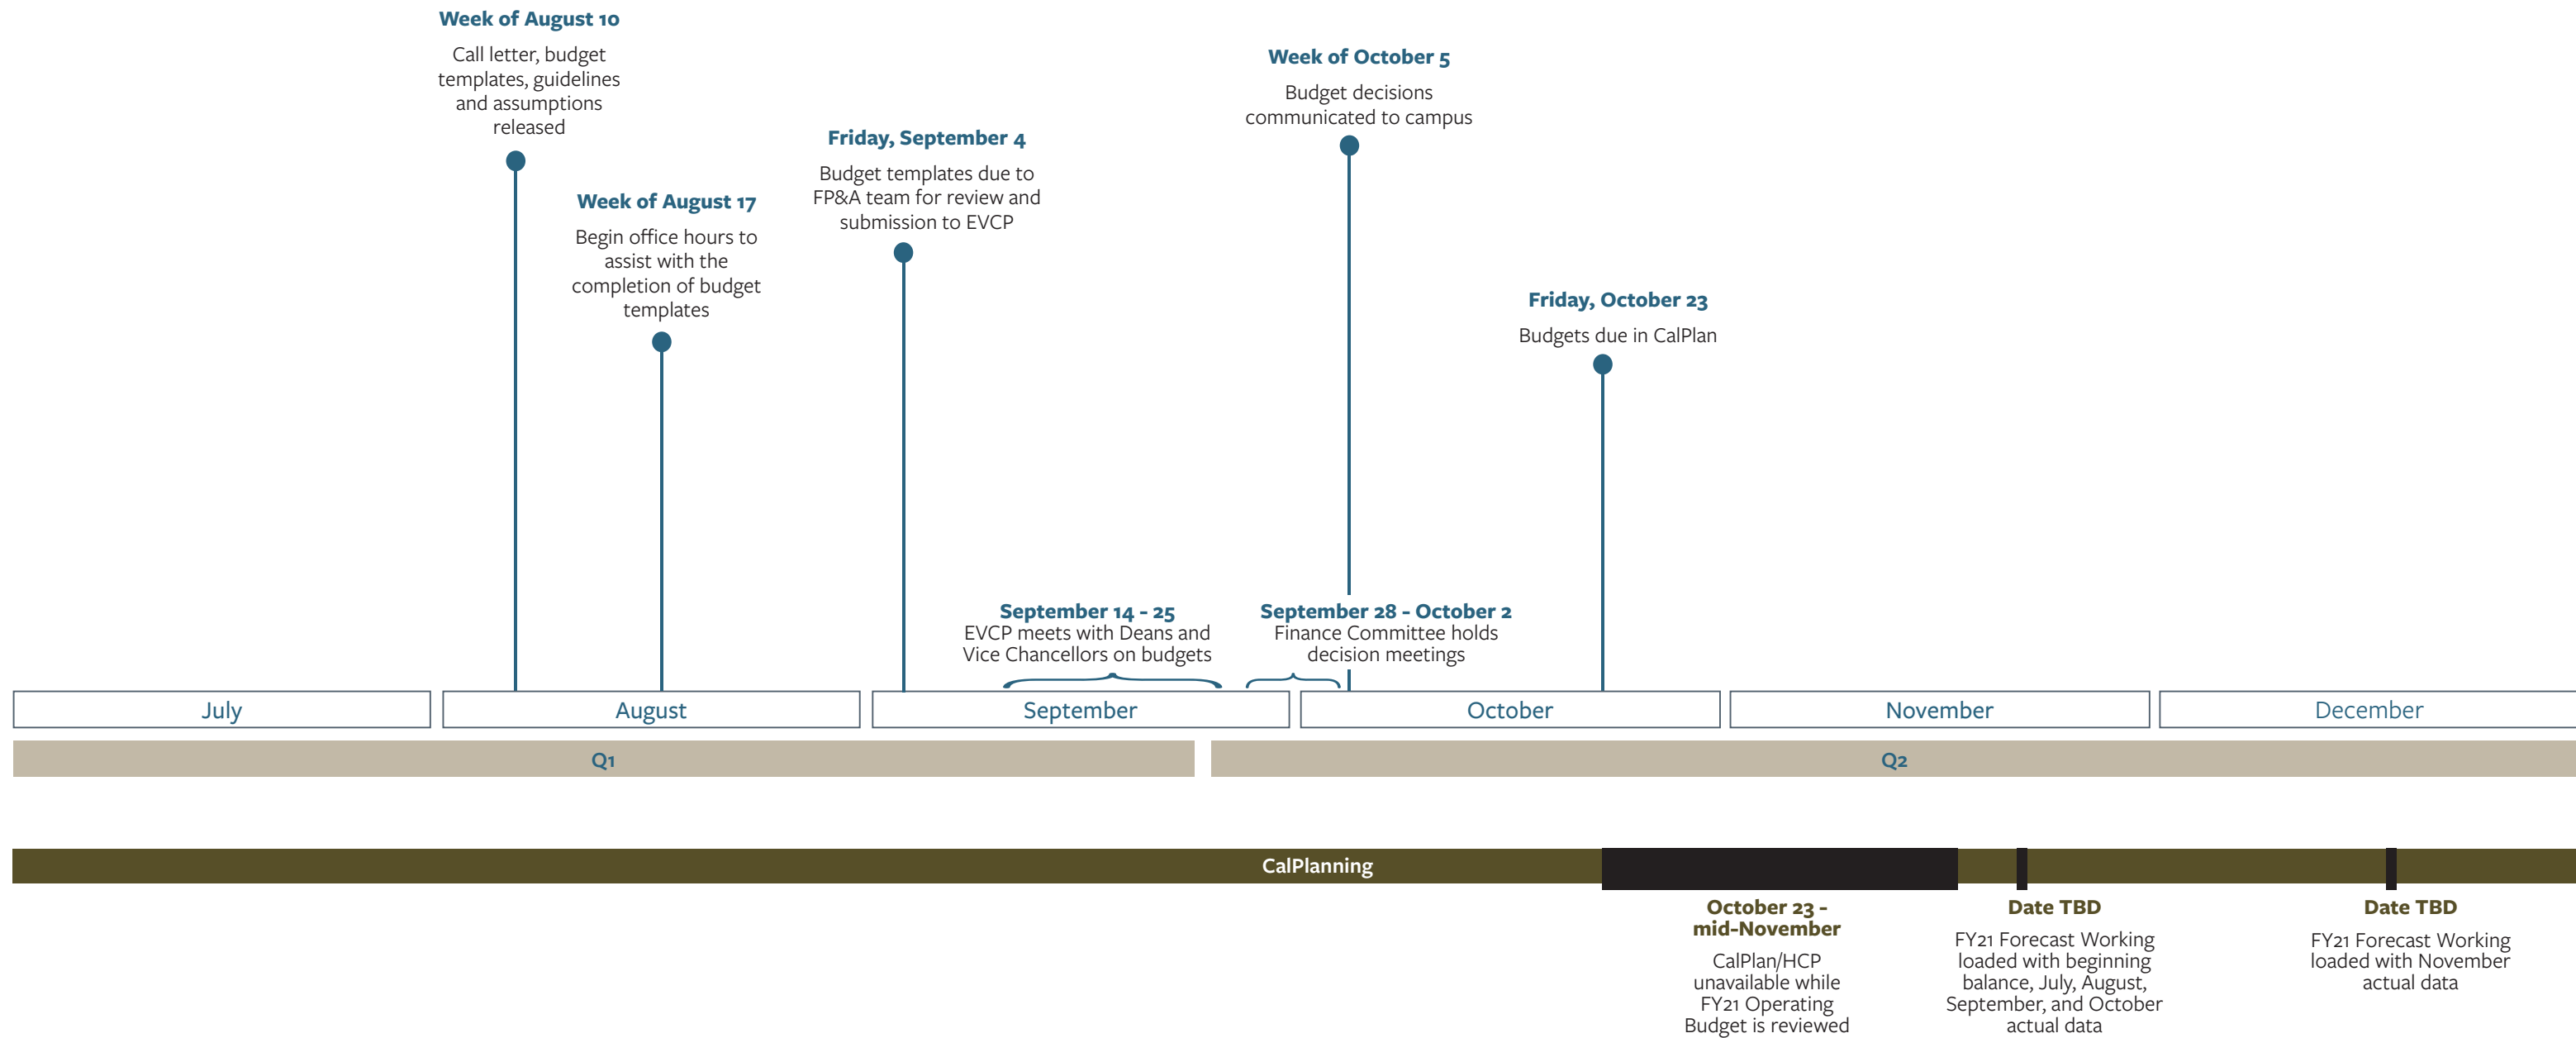 Week of August 10
Call letter, budget
templates, guidelines
and assumptions
released
Week of August 17
Begin office hours to
assist with the
completion of budget
templates
Friday, September 4
Budget templates due to
FP&A team for review and
submission to EVCP
Week of October 5
Budget decisions
communicated to campus
Friday, October 23
Budgets due in CalPlan
September 14 - 25
EVCP meets with Deans and
Vice Chancellors on budgets
September 28 - October 2
Finance Committee holds
decision meetings
July
August
September
October
November
December
Q1
Q2
CalPlanning
October 23 -
mid-November
CalPlan/HCP
unavailable while
FY21 Operating
Budget is reviewed
Date TBD
FY21 Forecast Working
loaded with beginning
balance, July, August,
September, and October
actual data
Date TBD
FY21 Forecast Working
loaded with November
actual data